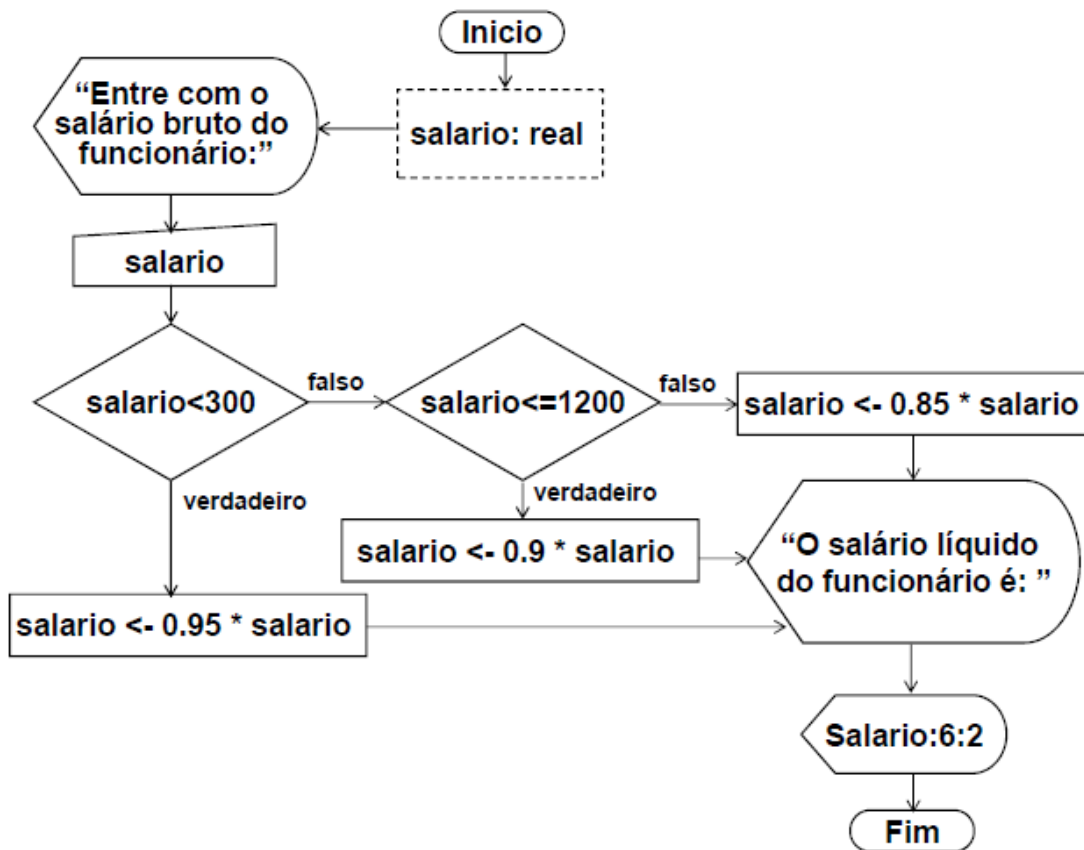 Inicio
salario: real
“Entre com o
salário bruto do
funcionário:”
salario
salario<300
falso
salario<=1200
falso
salario <- 0.85 * salario
verdadeiro
verdadeiro
salario <- 0.9 * salario
salario <- 0.95 * salario
“O salário líquido
do funcionário é: ”
Salario:6:2
Fim